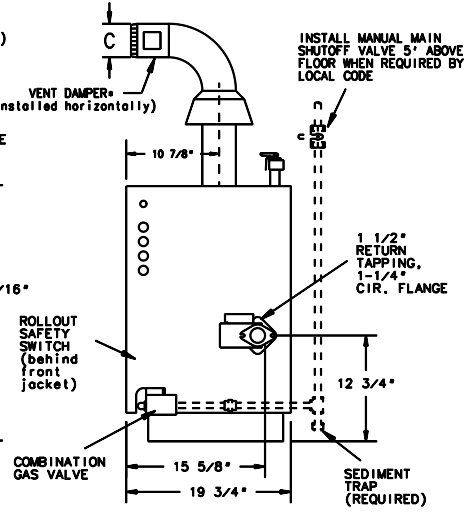 )
C
INSTALL MANUAL MAIN
SHUTOFF VALVE 5' ABOVE
FLOOR WHEN REQUIRED BY
LOCAL CODE
VENT DAMPER*
nstalled horizontally)
E
10 7/8"
1 1/2"
RETURN
TAPPING,
1-1/4"
CIR. FLANGE
/16"
ROLLOUT
SAFETY
SWITCH
(behind
front
jacket)
12 3/4"
COMBINATION
GAS VALVE
15 5/8"
19 3/4"
SEDIMENT
TRAP
(REQUIRED)